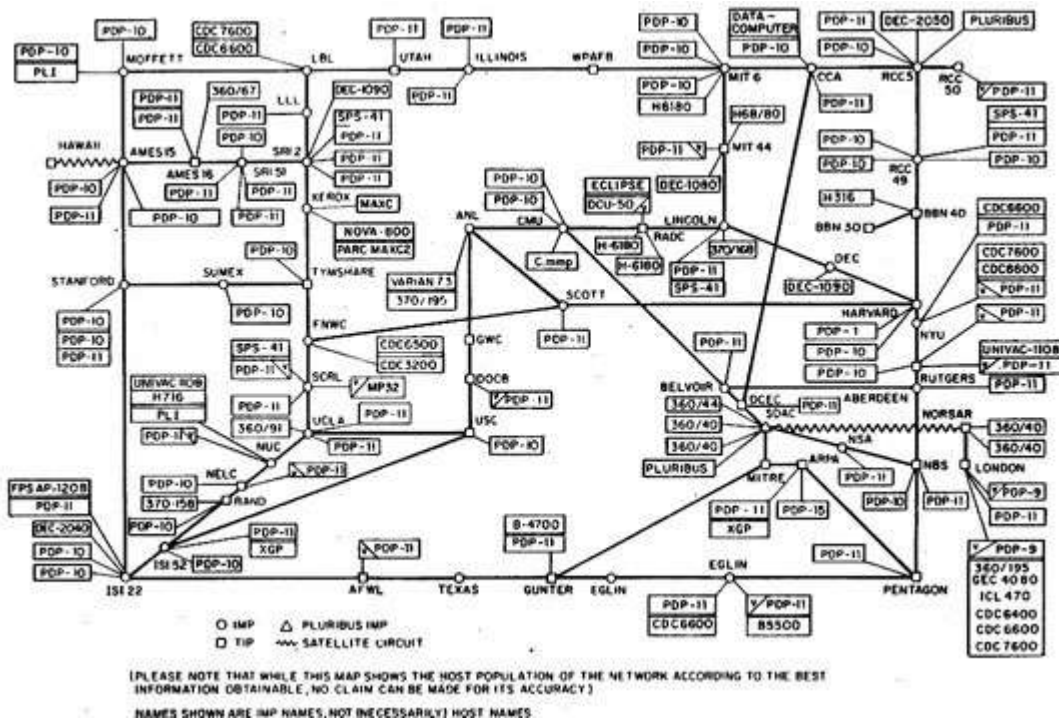 PDP-10
CDC7600
CDC6600
PDP-11
PDP-11
PDP-10
DATA-
COMPUTER
PDP-10
PDP-11
DEC-2050
PLURIBUS
PDP-10
PLI
MOFFETT
LBL
UTAH
ILLINOIS
WPAFB
PDP-10
PDP-10
PDP-10
H6180
MIT 6
CCA
RCC5
RCC
50
PDP-11
360/67
PDP-11
PDP-11
LLL
PDP-11
PDP-10
DEC-1090
SPS-41
PDP-11
PDP-11
PDP-11
PDP-11
H68/80
PDP-11
MIT 44
DEC-1080
PDP-11
SPS-41
PDP-11
PDP-10
PDP-10
PDP-10
RCC
49
HAWAII
AMES15
AMES16
SRI 51
SRI2
PDP-10
PDP-11
PDP-10
PDP-11
PDP-11
PDP-11
XEROX
MAXC
NOVA-800
PARC MAXC2
ANL
CMU
PDP-10
PDP-10
C.mmp
ECLIPSE
DCU-50
RADC
H-6180
H-6180
LINCOLN
370/168
PDP-11
SPS-41
H316
BBN 40
BBN 30
CDC6600
PDP-11
CDC7600
CDC6600
PDP-11
PDP-11
DEC
DEC-1090
STANFORD
SUMEX
PDP-10
TYMSHARE
PDP-10
PDP-10
PDP-10
PDP-11
VARIAN 73
370/195
SCOTT
PDP-11
HARVARD
PDP-1
PDP-10
PDP-10
NYU
FNWC
CDC6500
CDC3200
SPS-41
PDP-11
SCRL
MP32
GWC
DOCB
PDP-11
PDP-11
BELVOIR
360/44
360/40
360/40
PLURIBUS
DCEC
PDP-11
SDAC
UNIVAC-1108
PDP-11
RUTGERS
PDP-11
ABERDEEN
NORSAR
360/40
360/40
UNIVAC 1108
H716
PLI
PDP-11
PDP-11
360/91
UCLA
PDP-11
PDP-11
USC
PDP-10
NUC
NELC
PDP-11
PDP-10
370-158
RAND
PDP-10
NSA
PDP-11
MITRE
ARPA
PDP-11
XGP
PDP-15
NBS
PDP-10
PDP-11
LONDON
PDP-9
PDP-11
FPS AP-120B
PDP-11
DEC-2040
PDP-10
PDP-10
ISI 22
ISI 52
PDP-11
XGP
PDP-10
PDP-11
AFWL
TEXAS
B-4700
PDP-11
GUNTER
EGLIN
EGLIN
PDP-11
CDC6600
PDP-11
B5500
PDP-11
PENTAGON
PDP-9
360/195
GEC 4080
ICL 470
CDC6400
CDC6600
CDC7600
IMP
PLURIBUS IMP
TIP
SATELLITE CIRCUIT
(PLEASE NOTE THAT WHILE THIS MAP SHOWS THE HOST POPULATION OF THE NETWORK ACCORDING TO THE BEST
INFORMATION OBTAINABLE, NO CLAIM CAN BE MADE FOR ITS ACCURACY)
NAMES SHOWN ARE IMP NAMES, NOT (NECESSARILY) HOST NAMES